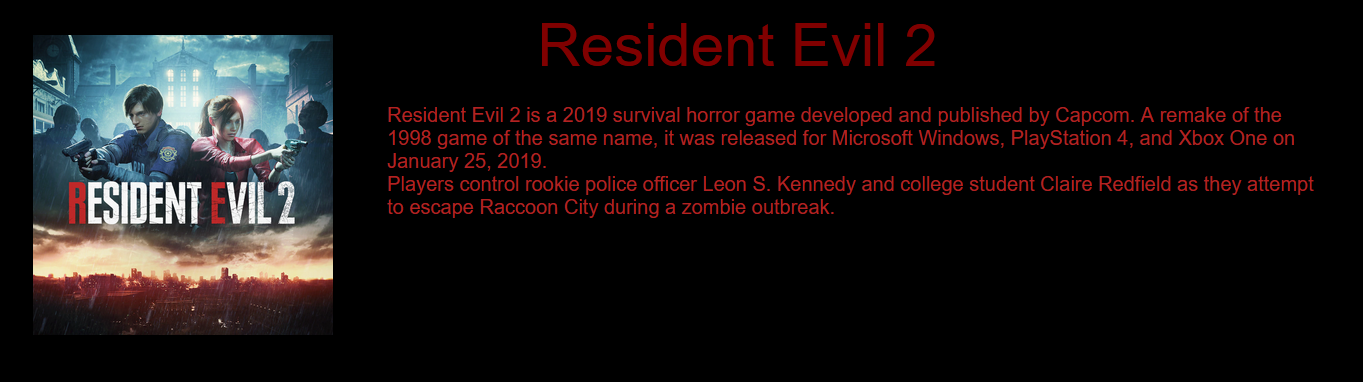 Resident Evil 2
RESIDENT EVIL 2
Resident Evil 2 is a 2019 survival horror game developed and published by Capcom. A remake of the
1998 game of the same name, it was released for Microsoft Windows, PlayStation 4, and Xbox One on
January 25, 2019.
Players control rookie police officer Leon S. Kennedy and college student Claire Redfield as they attempt
to escape Raccoon City during a zombie outbreak.